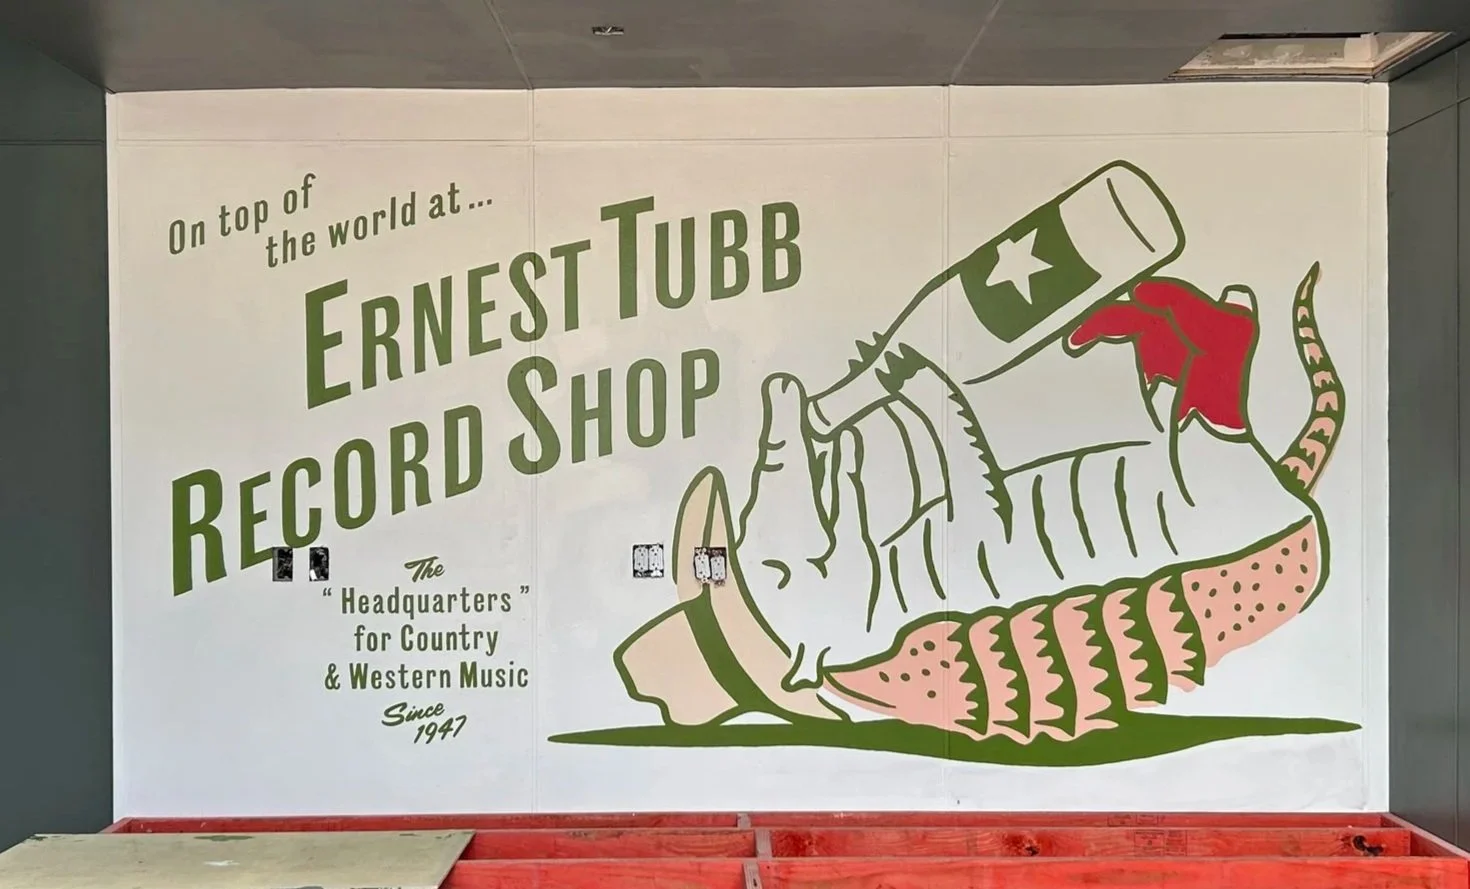 On top of
the world at...
ERNEST TUBB
RECORD SHOP
The
"Headquarters"
for Country
& Western Music
Since
1947